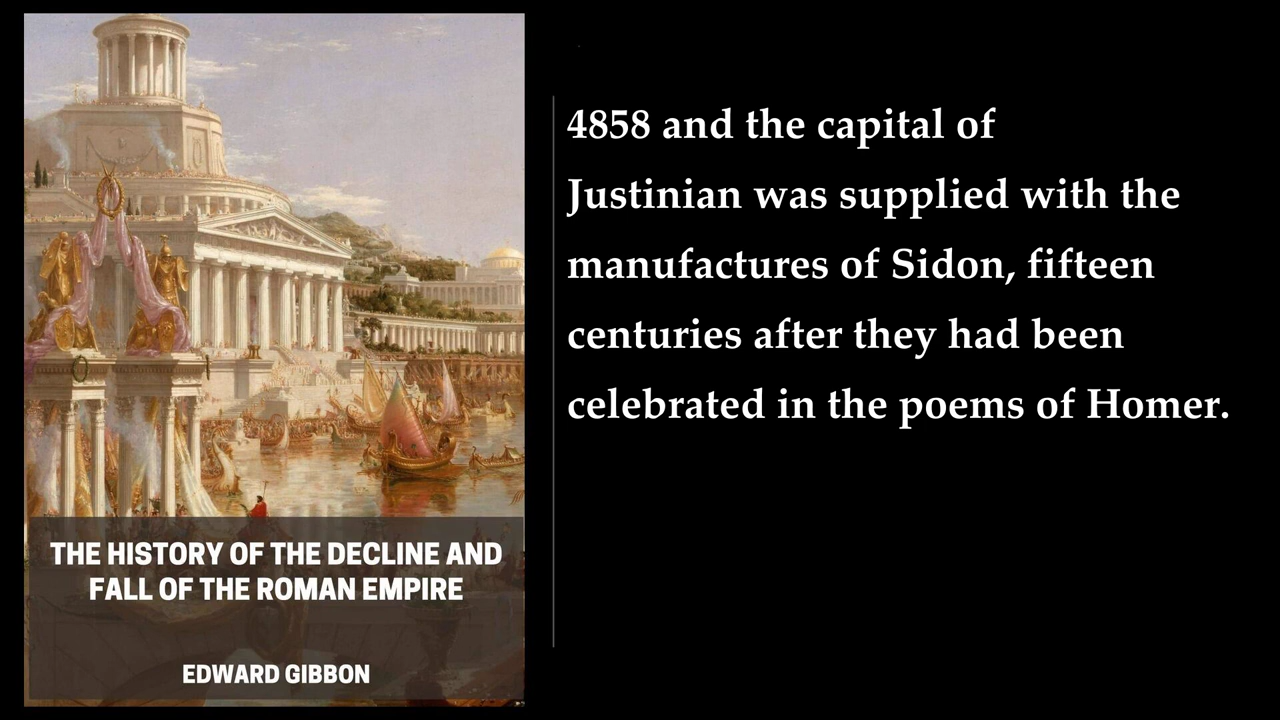 4858 and the capital of
Justinian was supplied with the
manufactures of Sidon, fifteen
centuries after they had been
celebrated in the poems of Homer.
THE HISTORY OF THE DECLINE AND
FALL OF THE ROMAN EMPIRE
EDWARD GIBBON